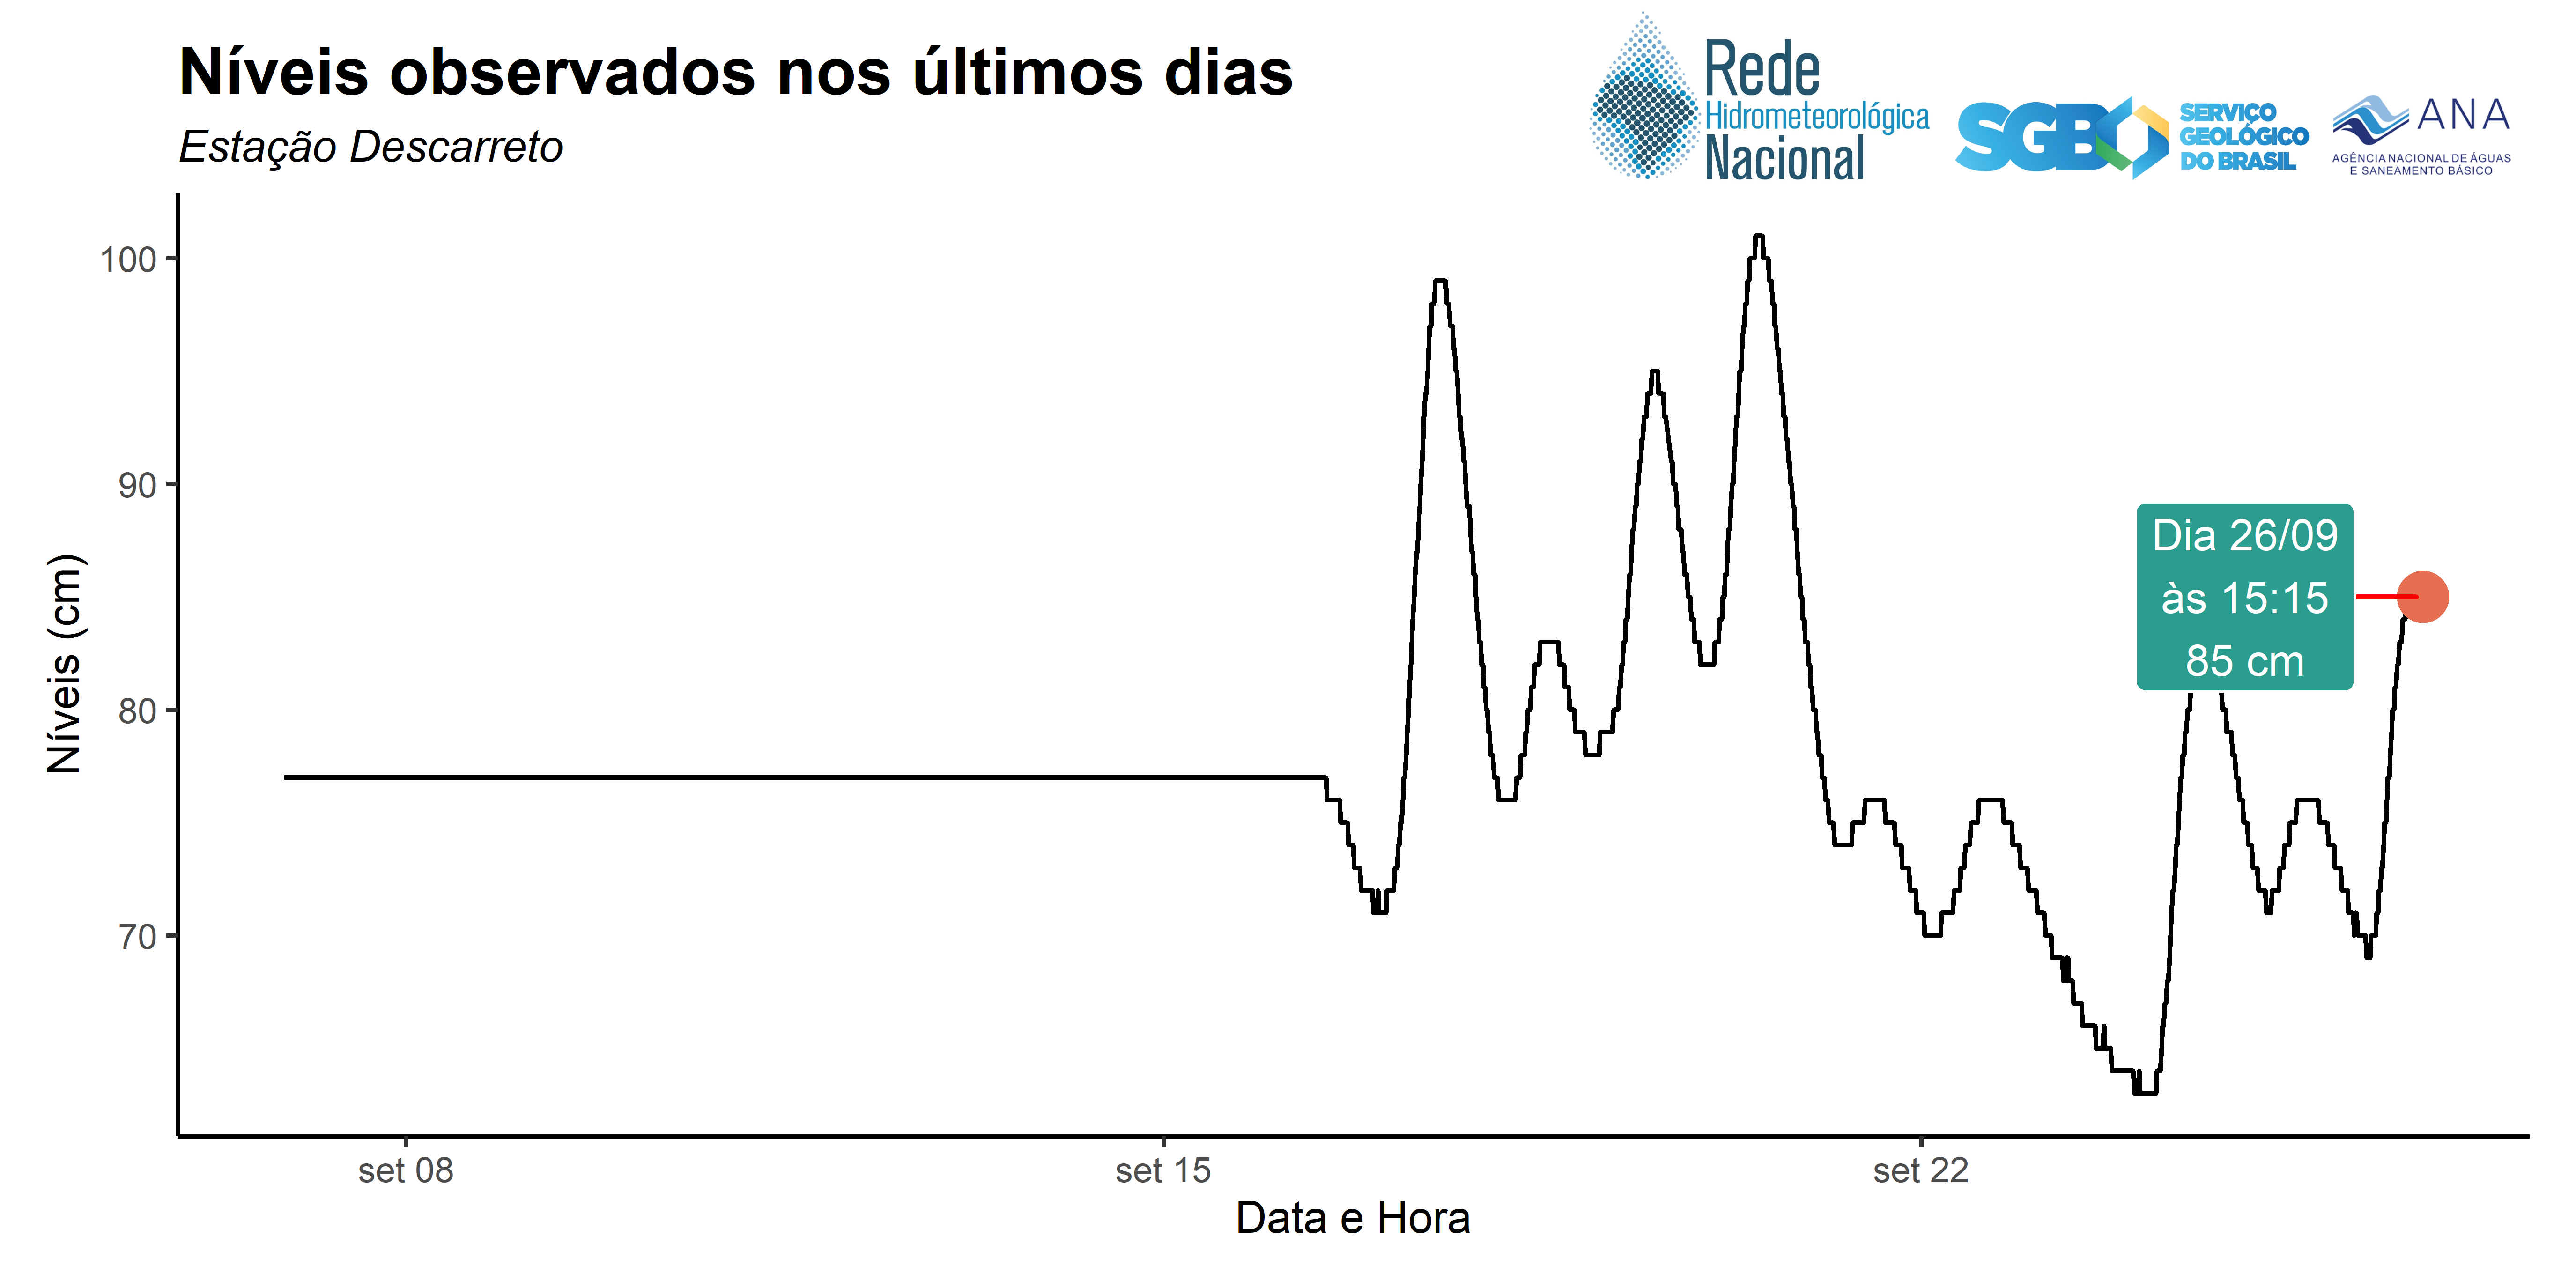 Níveis observados nos últimos dias
Estação Descarreto
Rede
Hidrometeorológica
Nacional
SGB
SERVIÇO
GEOLÓGICO
DO BRASIL
ANA
AGÊNCIA NACIONAL DE ÁGUAS
E SANEAMENTO BÁSICO
Níveis (cm)
100
90
80
70
Dia 26/09
às 15:15
85 cm
set 08
set 15
set 22
Data e Hora